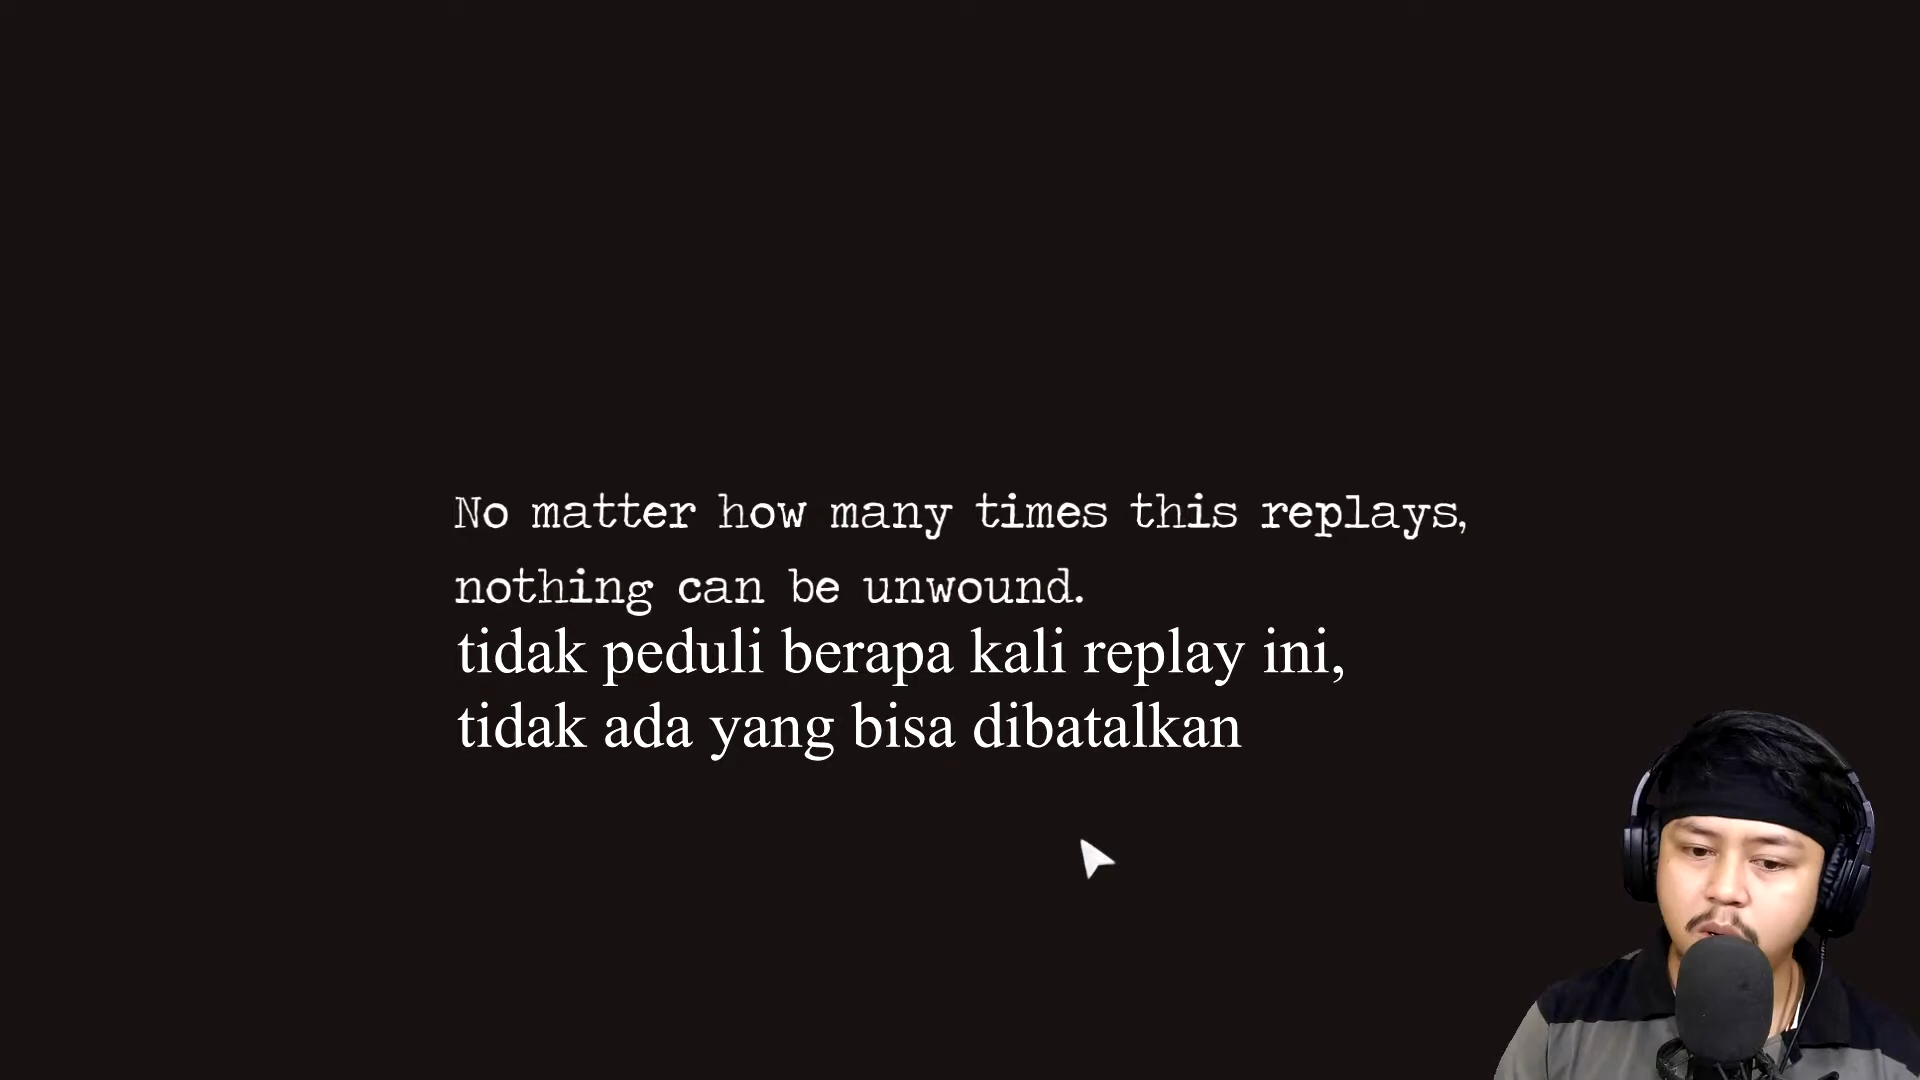 No matter how many times this replays,
nothing can be unwound.
tidak peduli berapa kali replay ini,
tidak ada yang bisa dibatalkan